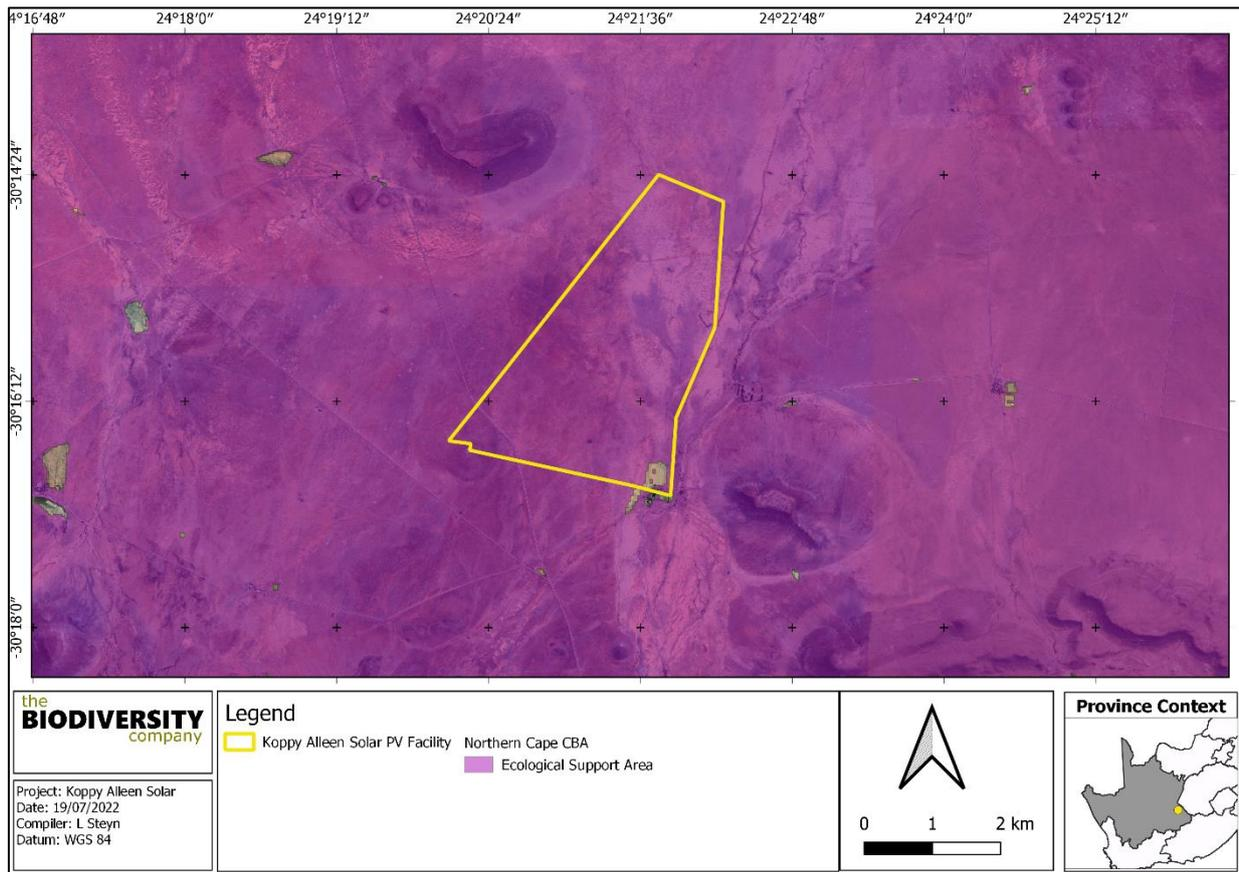 4°16'48" 24°18'0" 24°19'12" 24°20'24" 24°21'36" 24°22'48" 24°24'0" 24°25'12"
-30°14'24"
-30°16'12"
-30°18'0"
the
BIODIVERSITY
company
Project: Koppy Alleen Solar
Date: 19/07/2022
Compiler: L Steyn
Datum: WGS 84
Legend
Koppy Alleen Solar PV Facility Northern Cape CBA
Ecological Support Area
0 1 2 km
Province Context